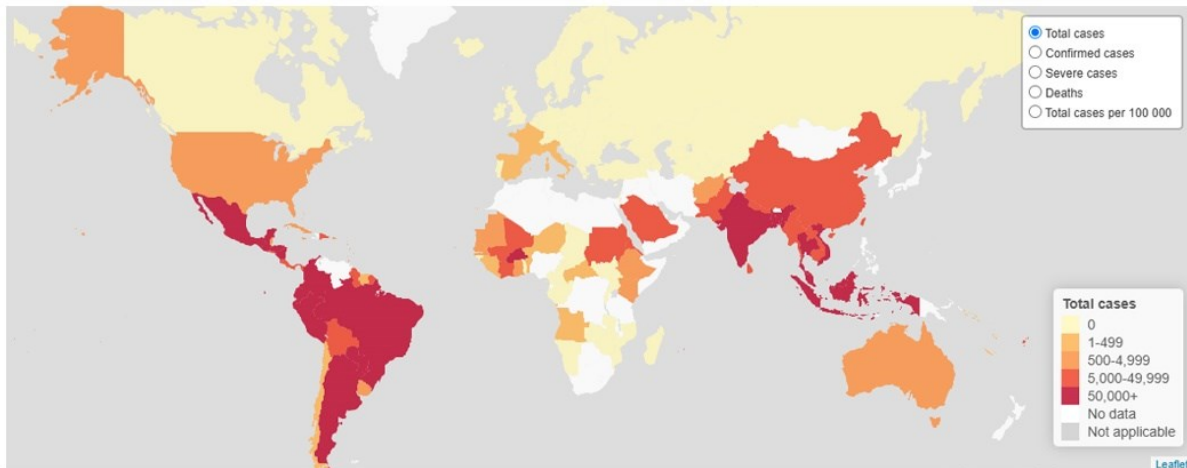 Total cases
Confirmed cases
Severe cases
Deaths
Total cases per 100 000
Total cases
0
1-499
500-4,999
5,000-49,999
50,000+
No data
Not applicable
Leaflet